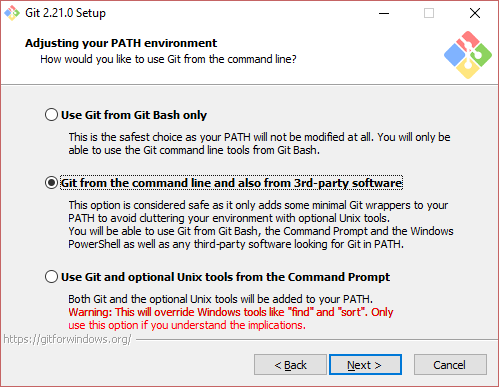 Git 2.21.0 Setup
Adjusting your PATH environment
How would you like to use Git from the command line?
Use Git from Git Bash only
This is the safest choice as your PATH will not be modified at all. You will only be
able to use the Git command line tools from Git Bash.
Git from the command line and also from 3rd-party software
This option is considered safe as it only adds some minimal Git wrappers to your
PATH to avoid cluttering your environment with optional Unix tools.
You will be able to use Git from Git Bash, the Command Prompt and the Windows
PowerShell as well as any third-party software looking for Git in PATH.
Use Git and optional Unix tools from the Command Prompt
Both Git and the optional Unix tools will be added to your PATH.
Warning: This will override Windows tools like "find" and "sort". Only
use this option if you understand the implications.
https://gitforwindows.org/
< Back
Next >
Cancel